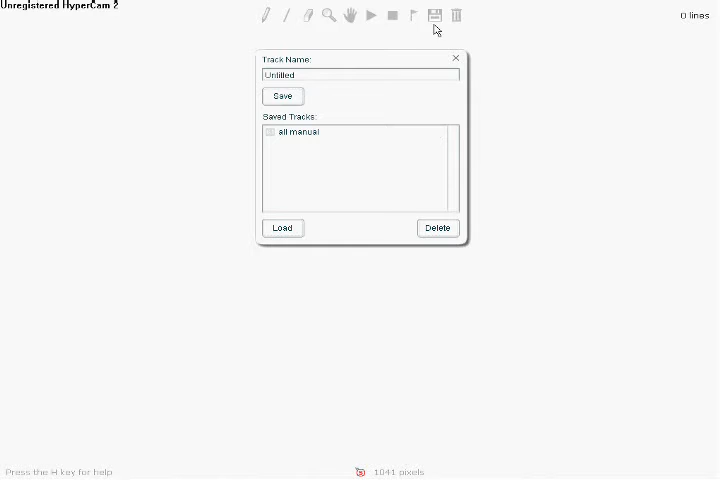 Unregistered HyperCam 2
0 lines
Track Name:
Untitled
Save
Saved Tracks:
all manual
Load
Delete
Press the H key for help
1041 pixels